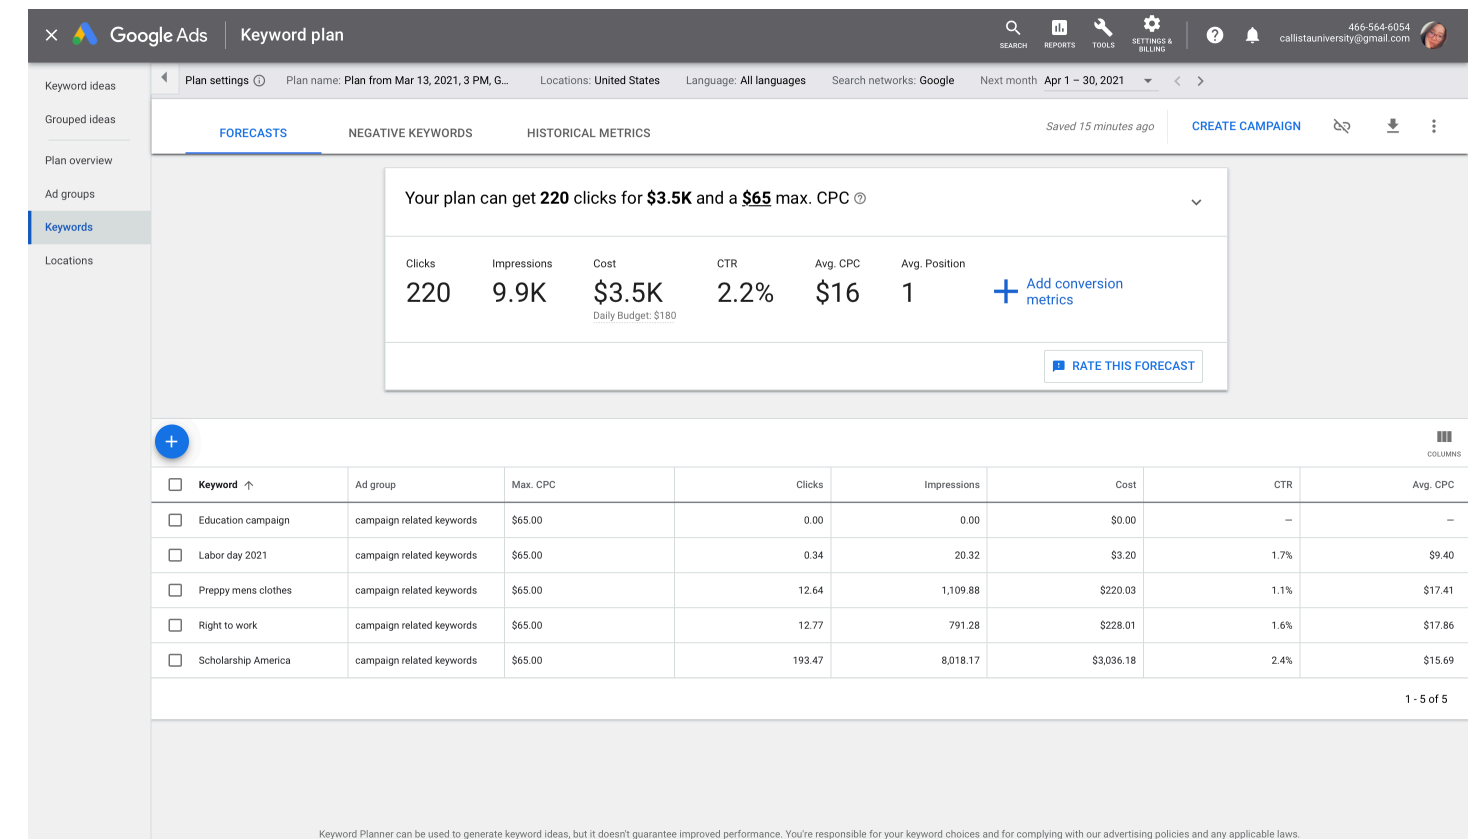 Google Ads Keyword plan
SEARCH REPORTS TOOLS SETTINGS & BILLING
466-564-6054
callistauniversity@gmail.com
Plan settings Plan name: Plan from Mar 13, 2021, 3 PM, G... Locations: United States Language: All languages Search networks: Google Next month Apr 1 – 30, 2021
Keyword ideas
Grouped ideas
Plan overview
Ad groups
Keywords
Locations
FORECASTS NEGATIVE KEYWORDS HISTORICAL METRICS Saved 15 minutes ago CREATE CAMPAIGN
Your plan can get 220 clicks for $3.5K and a $65 max. CPC
Clicks Impressions Cost CTR Avg. CPC Avg. Position
220 9.9K $3.5K 2.2% $16 1
Daily Budget: $180
Add conversion
metrics
RATE THIS FORECAST
COLUMNS
Keyword Ad group Max. CPC Clicks Impressions Cost CTR Avg. CPC
Education campaign campaign related keywords $65.00 0.00 0.00 $0.00 – –
Labor day 2021 campaign related keywords $65.00 0.34 20.32 $3.20 1.7% $9.40
Preppy mens clothes campaign related keywords $65.00 12.64 1,109.88 $220.03 1.1% $17.41
Right to work campaign related keywords $65.00 12.77 791.28 $228.01 1.6% $17.86
Scholarship America campaign related keywords $65.00 193.47 8,018.17 $3,036.18 2.4% $15.69
1 - 5 of 5
Keyword Planner can be used to generate keyword ideas, but it doesn't guarantee improved performance. You're responsible for your keyword choices and for complying with our advertising policies and any applicable laws.